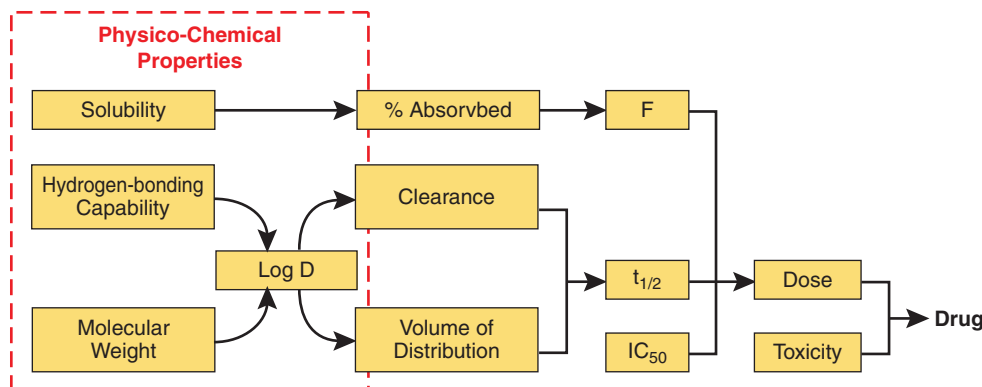 Physico-Chemical
Properties
Solubility
% Absorvbed
F
Hydrogen-bonding
Capability
Clearance
Log D
t1/2
Dose
Drug
Molecular
Weight
Volume of
Distribution
IC50
Toxicity